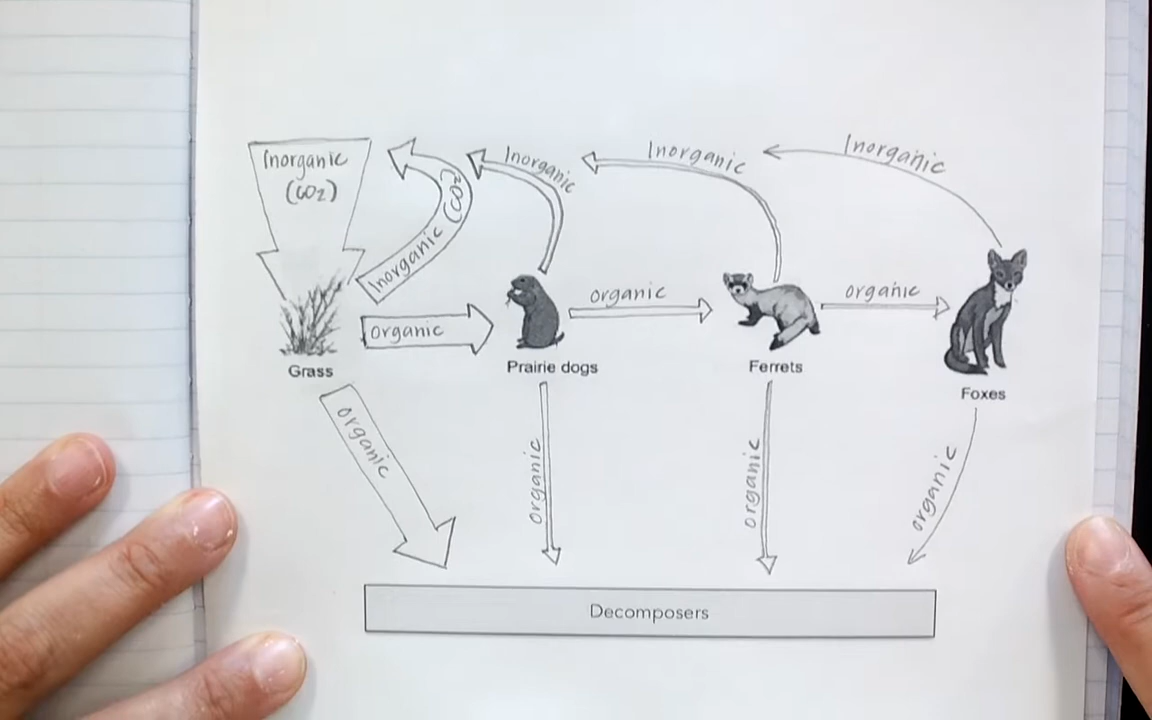 Inorganic
(CO2)
Inorganic (CO2)
Inorganic
Inorganic
Inorganic
organic
organic
organic
Grass
Prairie dogs
Ferrets
Foxes
organic
organic
organic
organic
Decomposers